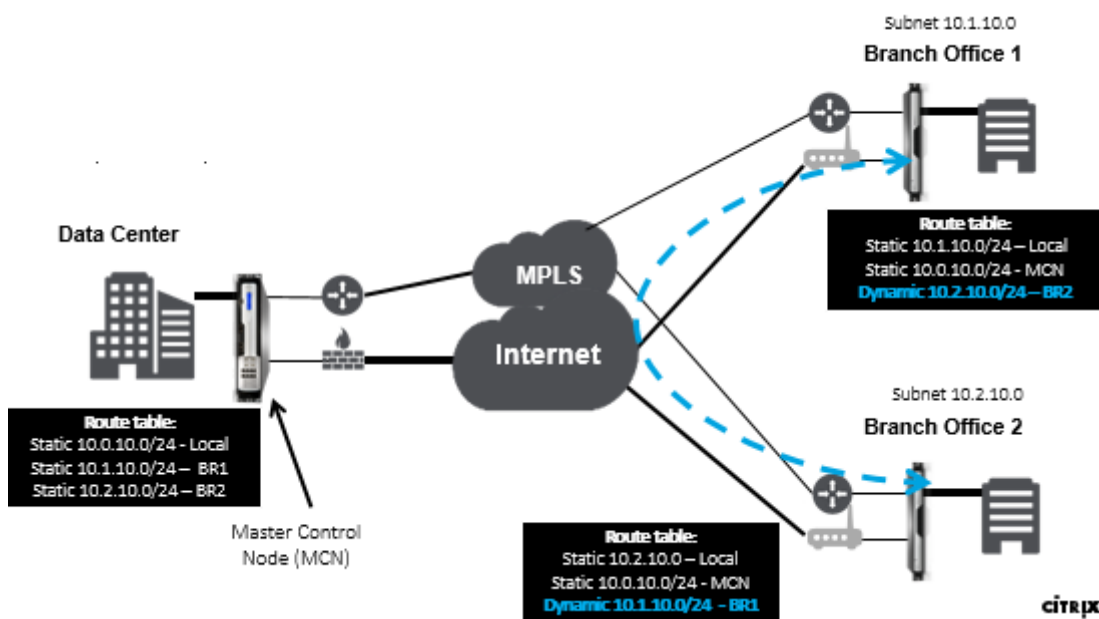 Subnet 10.1.10.0
Branch Office 1
Route table:
Static 10.1.10.0/24 – Local
Static 10.0.10.0/24 - MCN
Dynamic 10.2.10.0/24 – BR2
Data Center
MPLS
Internet
Route table:
Static 10.0.10.0/24 - Local
Static 10.1.10.0/24 – BR1
Static 10.2.10.0/24 – BR2
Master Control
Node (MCN)
Subnet 10.2.10.0
Branch Office 2
Route table:
Static 10.2.10.0 – Local
Static 10.0.10.0/24 - MCN
Dynamic 10.1.10.0/24 - BR1
CITRIX